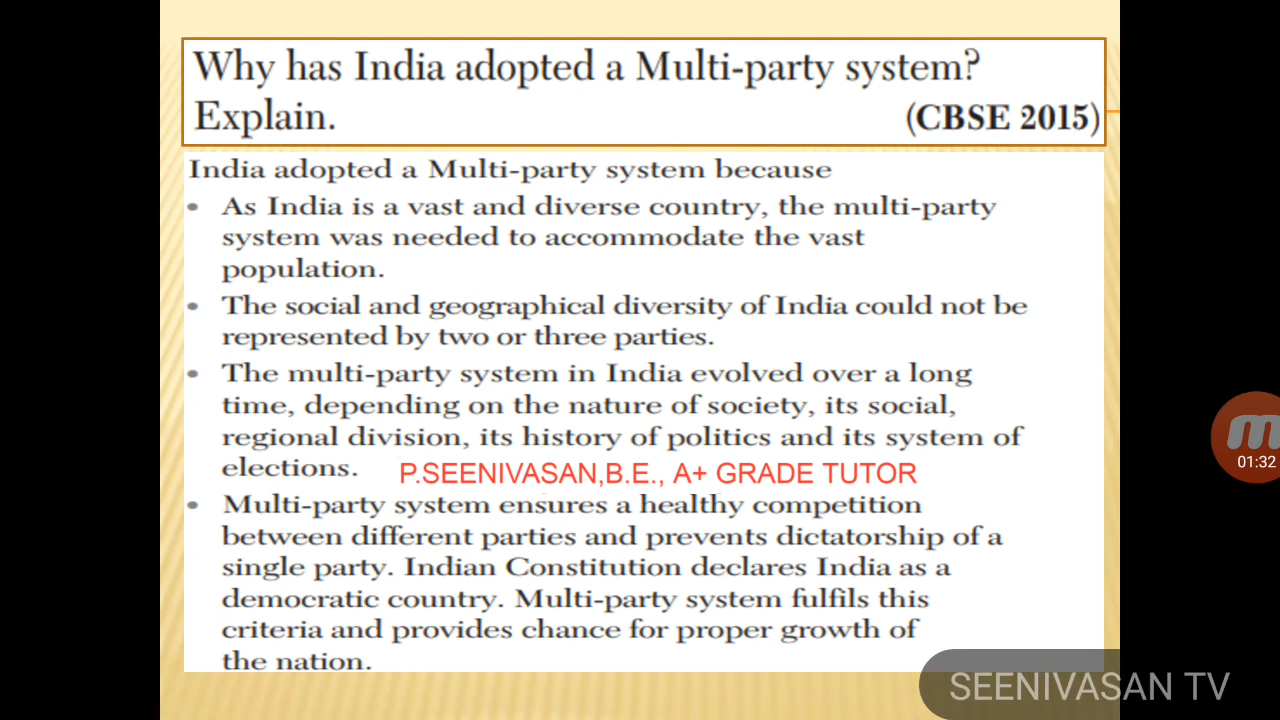 Why has India adopted a Multi-party system?
Explain. (CBSE 2015)
India adopted a Multi-party system because
• As India is a vast and diverse country, the multi-party
system was needed to accommodate the vast
population.
• The social and geographical diversity of India could not be
represented by two or three parties.
• The multi-party system in India evolved over a long
time, depending on the nature of society, its social,
regional division, its history of politics and its system of
elections. P.SEENIVASAN,B.E., A+ GRADE TUTOR
• Multi-party system ensures a healthy competition
between different parties and prevents dictatorship of a
single party. Indian Constitution declares India as a
democratic country. Multi-party system fulfils this
criteria and provides chance for proper growth of
the nation.
01:32
SEENIVASAN TV